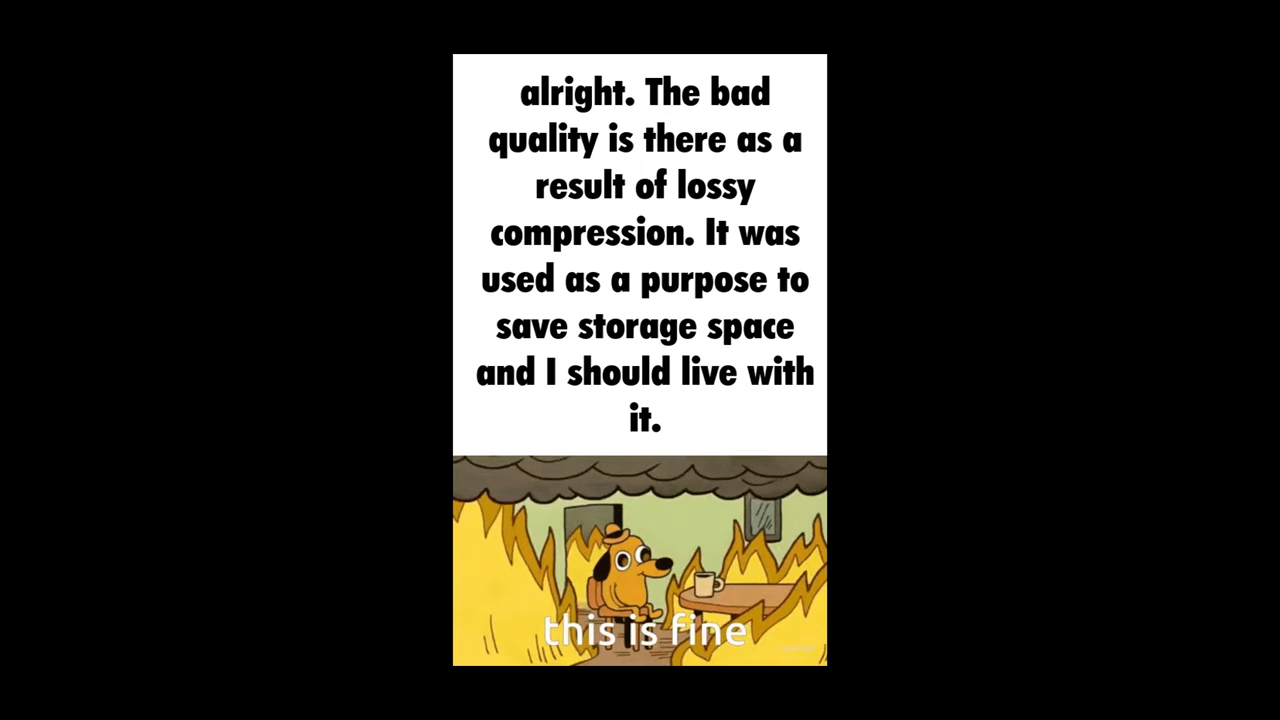 alright. The bad
quality is there as a
result of lossy
compression. It was
used as a purpose to
save storage space
and I should live with
it.
this is fine